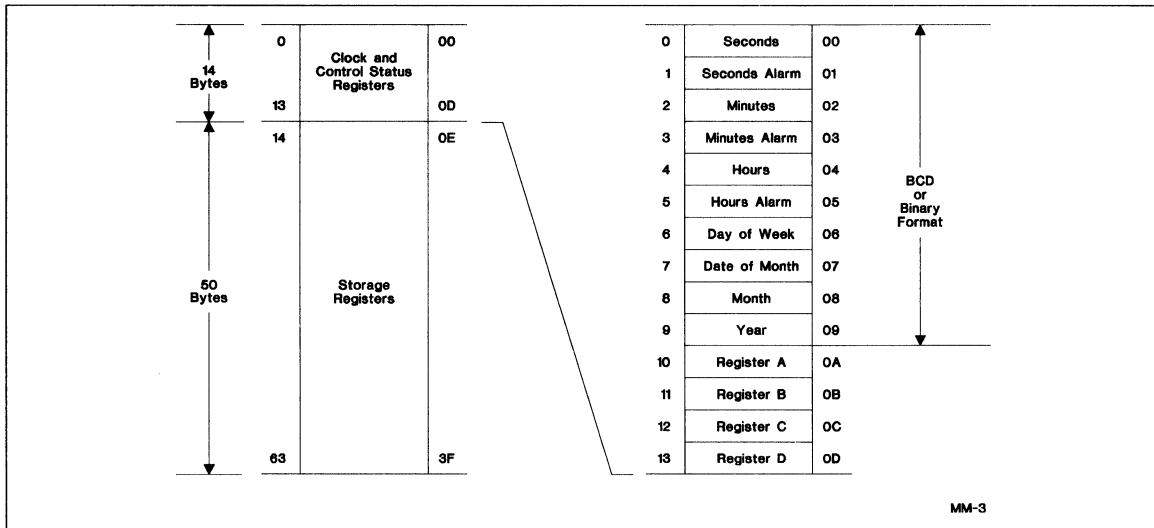 14
Bytes
50
Bytes
0
Clock and
Control Status
Registers
00
13
0D
14
0E
Storage
Registers
63
3F
0 Seconds 00
1 Seconds Alarm 01
2 Minutes 02
3 Minutes Alarm 03
4 Hours 04
5 Hours Alarm 05
6 Day of Week 06
7 Date of Month 07
8 Month 08
9 Year 09
10 Register A 0A
11 Register B 0B
12 Register C 0C
13 Register D 0D
BCD
or
Binary
Format
MM-3